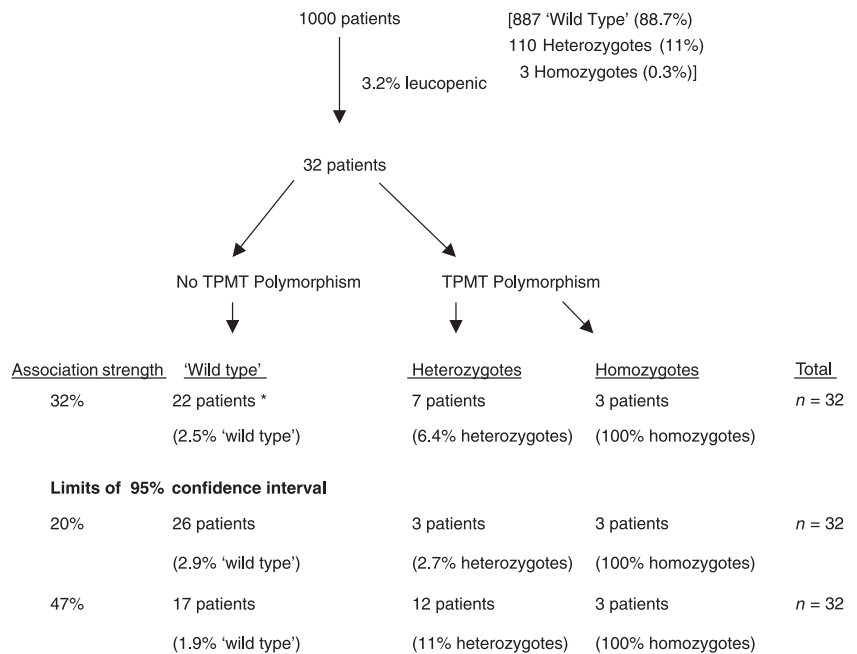 1000 patients [887 ‘Wild Type’ (88.7%)
110 Heterozygotes (11%)
3 Homozygotes (0.3%)]
3.2% leucopenic
32 patients
No TPMT Polymorphism TPMT Polymorphism
Association strength ‘Wild type’ Heterozygotes Homozygotes Total
32% 22 patients * 7 patients 3 patients n = 32
(2.5% ‘wild type’) (6.4% heterozygotes) (100% homozygotes)
Limits of 95% confidence interval
20% 26 patients 3 patients 3 patients n = 32
(2.9% ‘wild type’) (2.7% heterozygotes) (100% homozygotes)
47% 17 patients 12 patients 3 patients n = 32
(1.9% ‘wild type’) (11% heterozygotes) (100% homozygotes)